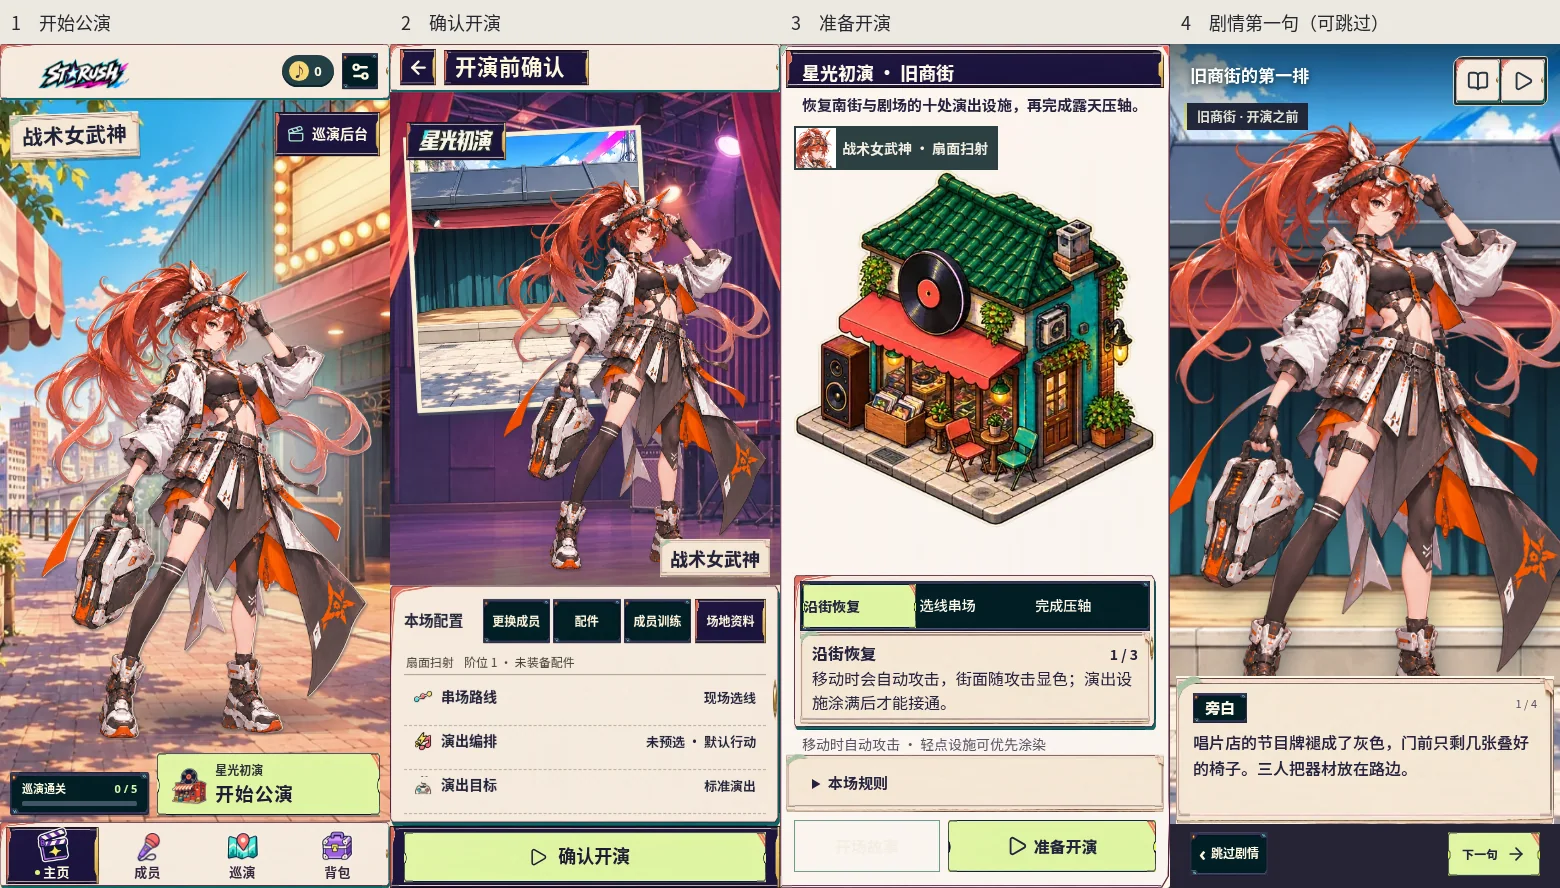 1 开始公演
ST★RUSH
0
战术女武神
巡演后台
巡演通关 0 / 5
星光初演
开始公演
主页
成员
巡演
背包
2 确认开演
开演前确认
星光初演
战术女武神
本场配置
更换成员
配件
成员训练
场地资料
扇面扫射 阶位 1 · 未装备配件
串场路线 现场选线
演出编排 未预选 · 默认行动
演出目标 标准演出
确认开演
3 准备开演
星光初演 · 旧商街
恢复南街与剧场的十处演出设施，再完成露天压轴。
战术女武神 · 扇面扫射
沿街恢复
选线串场
完成压轴
沿街恢复 1 / 3
移动时会自动攻击，街面随攻击显色；演出设
施涂满后才能接通。
移动时自动攻击 · 轻点设施可优先涂染
本场规则
准备开演
4 剧情第一句（可跳过）
旧商街的第一排
旧商街 · 开演之前
旁白 1 / 4
唱片店的节目牌褪成了灰色，门前只剩几张叠好
的椅子。三人把器材放在路边。
跳过剧情
下一句